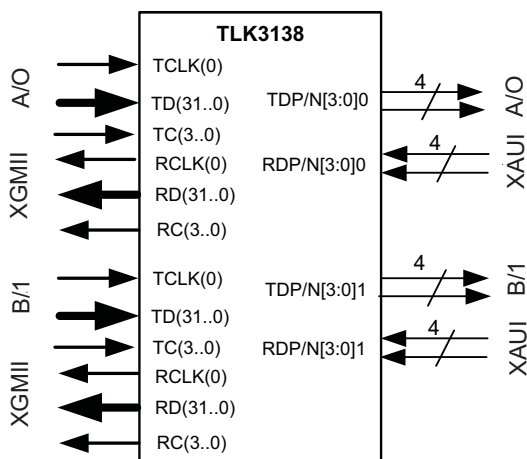 TLK3138
A/O
XGMII
B/1
XGMII
TCLK(0)
TD(31..0)
TC(3..0)
RCLK(0)
RD(31..0)
RC(3..0)
TCLK(0)
TD(31..0)
TC(3..0)
RCLK(0)
RD(31..0)
RC(3..0)
TDP/N[3:0]0
RDP/N[3:0]0
TDP/N[3:0]1
RDP/N[3:0]1
4
4
4
4
A/O
XAUI
B/1
XAUI